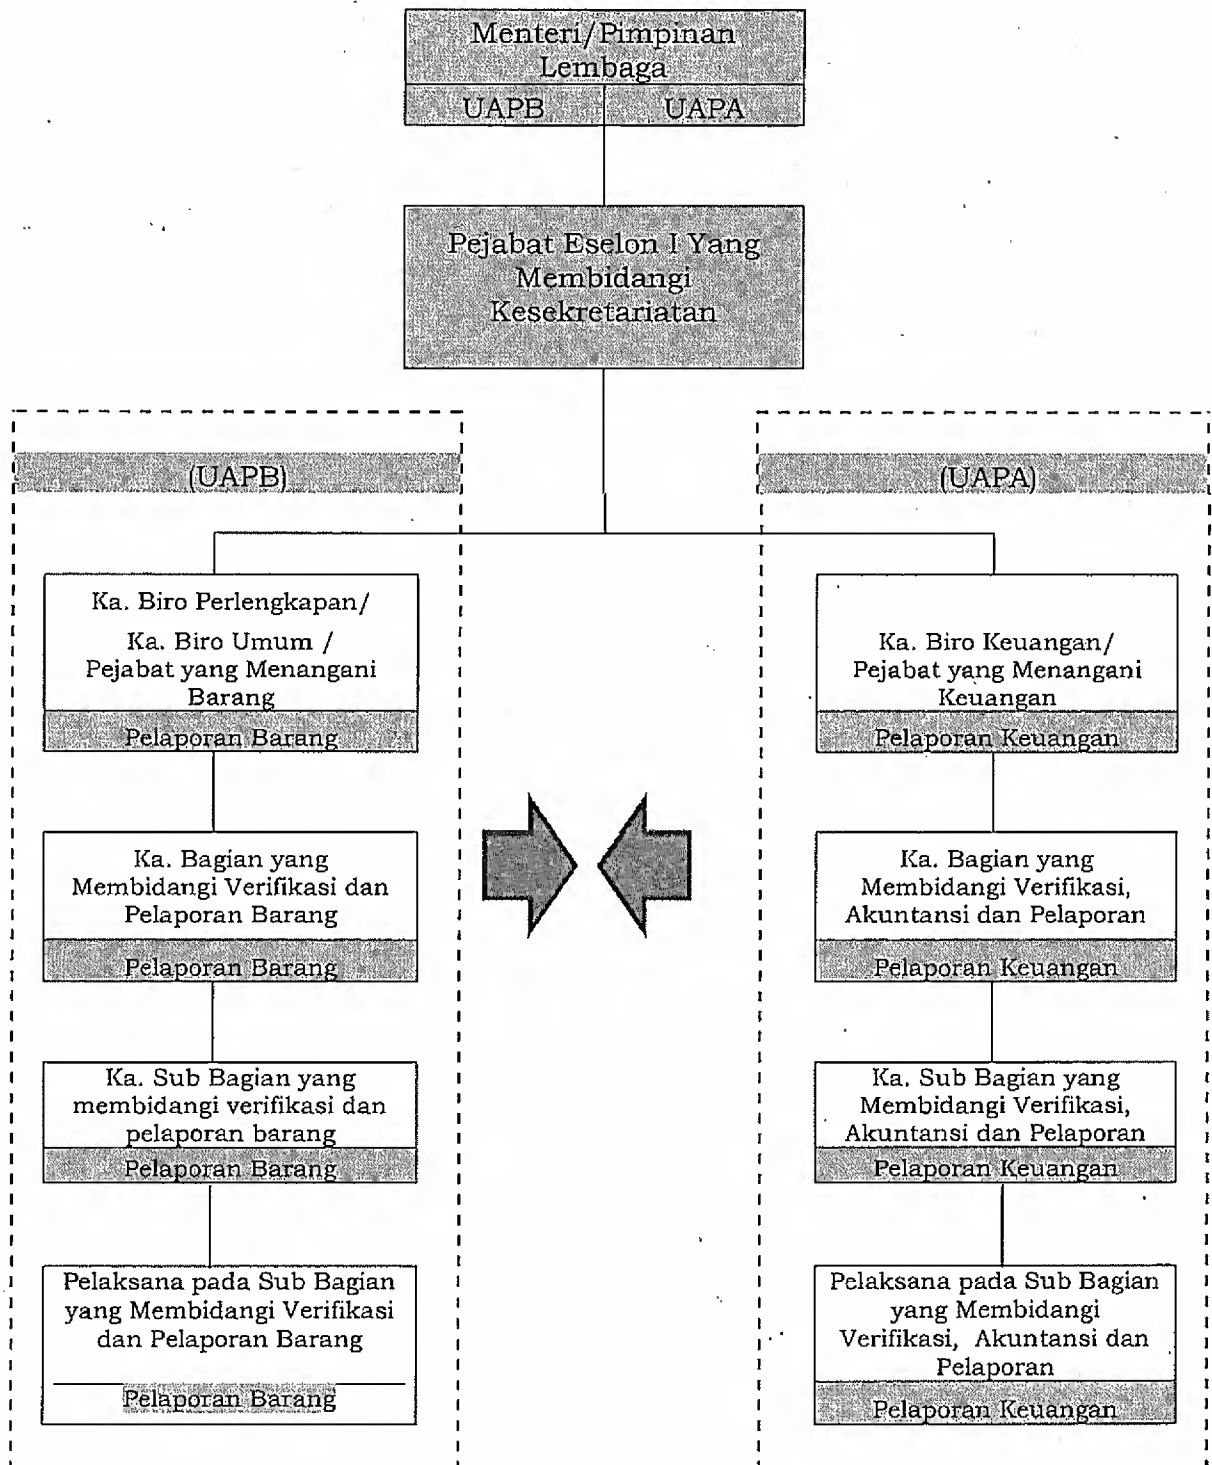 Menteri/Pimpinan
Lembaga
UAPB
UAPA
Pejabat Eselon I Yang
Membidangi
Kesekretariatan
(UAPB)
Ka. Biro Perlengkapan/
Ka. Biro Umum /
Pejabat yang Menangani
Barang
Pelaporan Barang
Ka. Bagian yang
Membidangi Verifikasi dan
Pelaporan Barang
Pelaporan Barang
Ka. Sub Bagian yang
membidangi verifikasi dan
pelaporan barang
Pelaporan Barang
Pelaksana pada Sub Bagian
yang Membidangi Verifikasi
dan Pelaporan Barang
Pelaporan Barang
(UAPA)
Ka. Biro Keuangan/
Pejabat yang Menangani
Keuangan
Pelaporan Keuangan
Ka. Bagian yang
Membidangi Verifikasi,
Akuntansi dan Pelaporan
Pelaporan Keuangan
Ka. Sub Bagian yang
Membidangi Verifikasi,
Akuntansi dan Pelaporan
Pelaporan Keuangan
Pelaksana pada Sub Bagian
yang Membidangi
Verifikasi, Akuntansi dan
Pelaporan
Pelaporan Keuangan